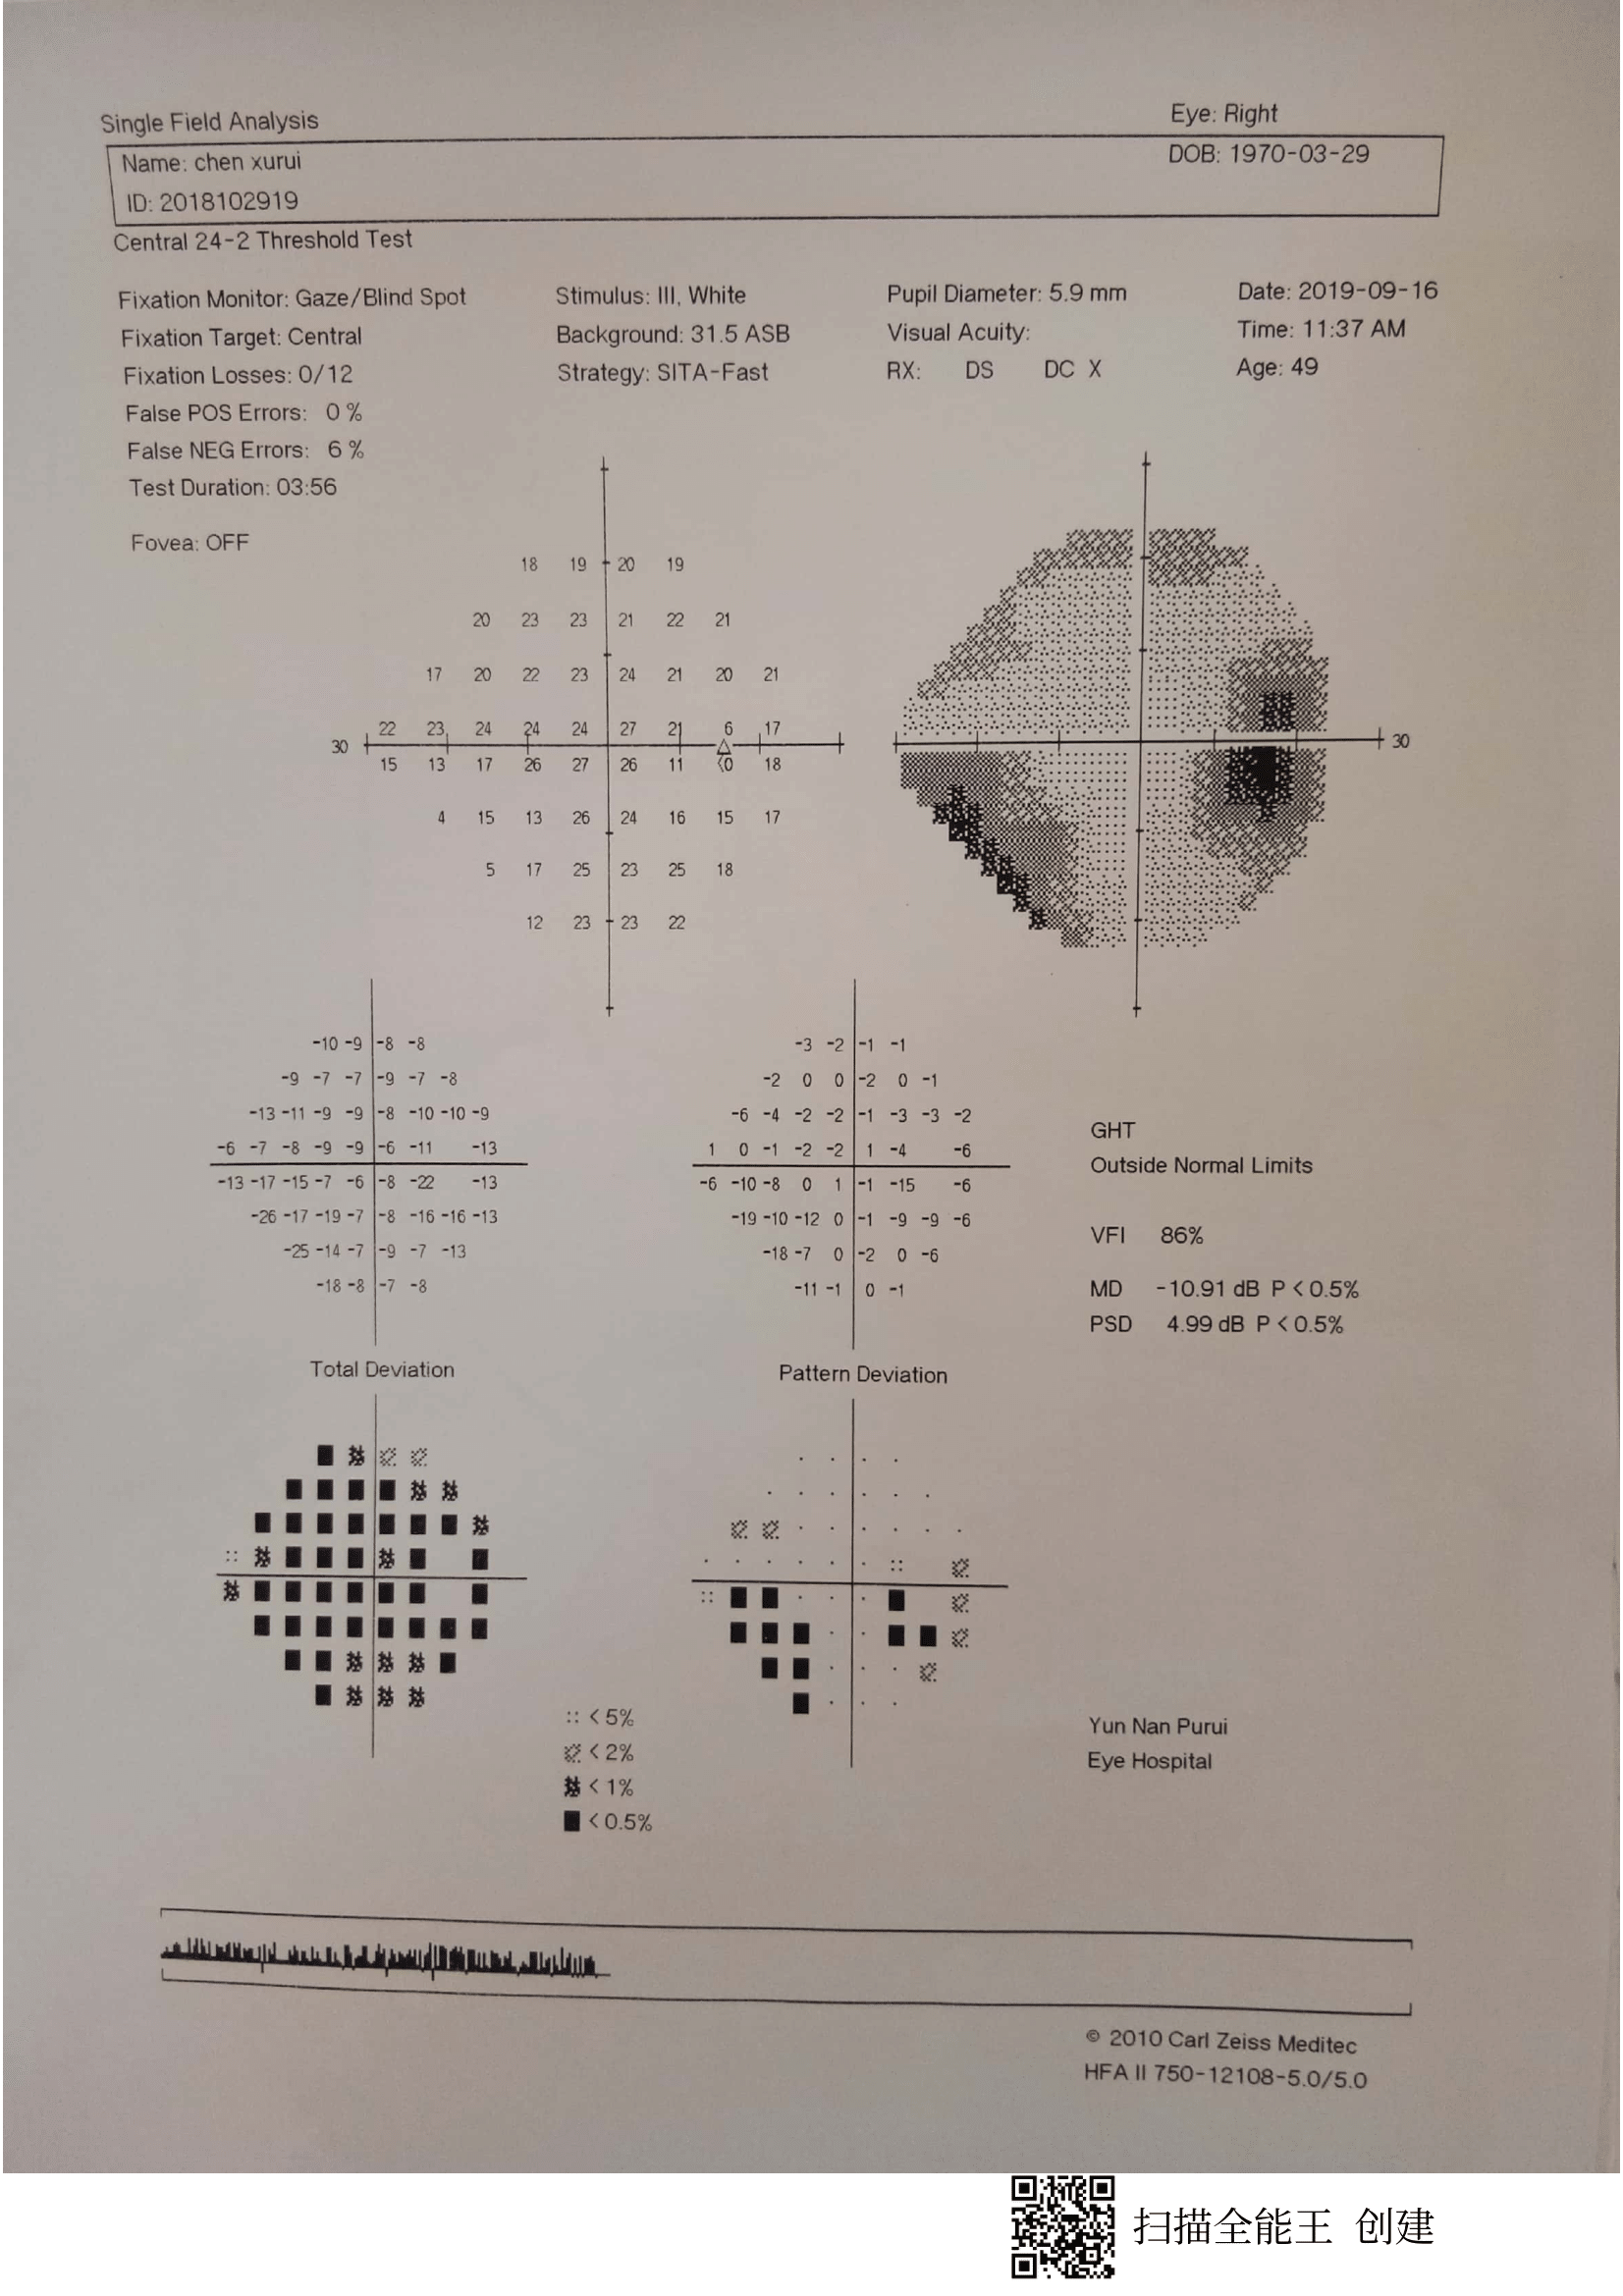 Single Field Analysis Eye: Right
Name: chen xurui DOB: 1970-03-29
ID: 2018102919
Central 24-2 Threshold Test
Fixation Monitor: Gaze/Blind Spot Stimulus: III, White Pupil Diameter: 5.9 mm Date: 2019-09-16
Fixation Target: Central Background: 31.5 ASB Visual Acuity: Time: 11:37 AM
Fixation Losses: 0/12 Strategy: SITA-Fast RX: DS DC X Age: 49
False POS Errors: 0 %
False NEG Errors: 6 %
Test Duration: 03:56
Fovea: OFF
18 19 20 19
20 23 23 21 22 21
17 20 22 23 24 21 20 21
22 23 24 24 24 27 21 6 17
30 30
15 13 17 26 27 26 11 <0 18
4 15 13 26 24 16 15 17
5 17 25 23 25 18
12 23 23 22
-10 -9 -8 -8 -3 -2 -1 -1
-9 -7 -7 -9 -7 -8 -2 0 0 -2 0 -1
-13 -11 -9 -9 -8 -10 -10 -9 -6 -4 -2 -2 -1 -3 -3 -2
-6 -7 -8 -9 -9 -6 -11 -13 1 0 -1 -2 -2 1 -4 -6
-13 -17 -15 -7 -6 -8 -22 -13 -6 -10 -8 0 1 -1 -15 -6
-26 -17 -19 -7 -8 -16 -16 -13 -19 -10 -12 0 -1 -9 -9 -6
-25 -14 -7 -9 -7 -13 -18 -7 0 -2 0 -6
-18 -8 -7 -8 -11 -1 0 -1
GHT
Outside Normal Limits
VFI 86%
MD -10.91 dB P < 0.5%
PSD 4.99 dB P < 0.5%
Total Deviation Pattern Deviation
< 5%
< 2%
< 1%
< 0.5%
Yun Nan Purui
Eye Hospital
© 2010 Carl Zeiss Meditec
HFA II 750-12108-5.0/5.0
扫描全能王 创建